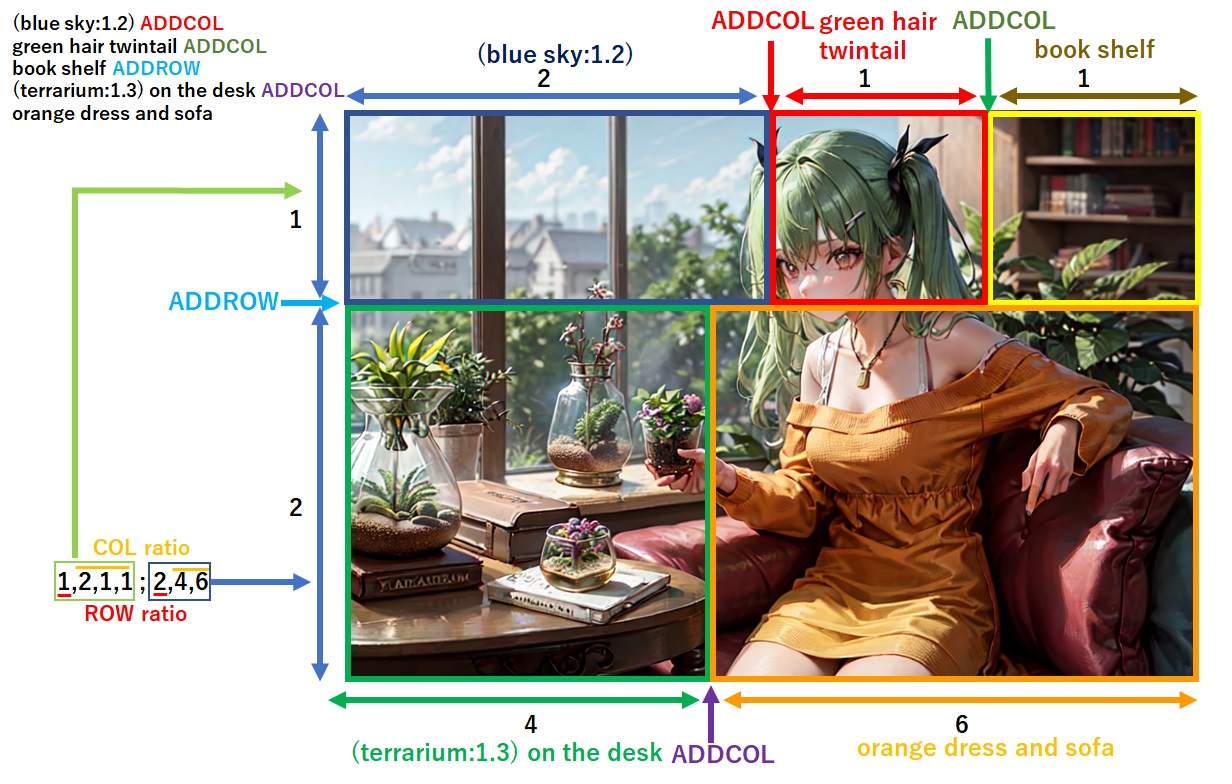 (blue sky:1.2) ADDCOL
green hair twintail ADDCOL
book shelf ADDROW
(terrarium:1.3) on the desk ADDCOL
orange dress and sofa
(blue sky:1.2)
2
ADDCOL
green hair
twintail
1
ADDCOL
book shelf
1
1
ADDROW
2
COL ratio
1,2,1,1 ; 2,4,6
ROW ratio
4
(terrarium:1.3) on the desk
ADDCOL
6
orange dress and sofa